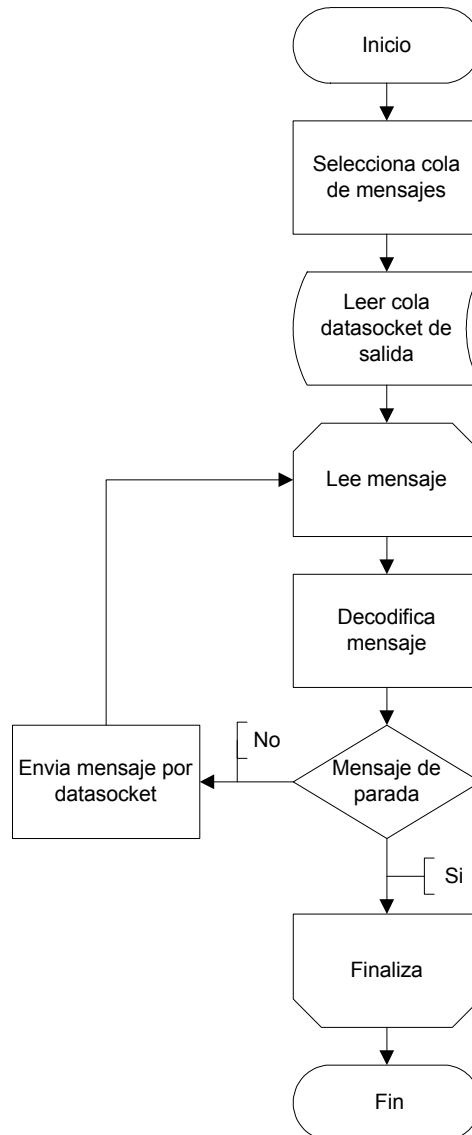 Inicio
Selecciona cola
de mensajes
Leer cola
datasocket de
salida
Lee mensaje
Decodifica
mensaje
No
Mensaje de
parada
Envia mensaje por
datasocket
Si
Finaliza
Fin